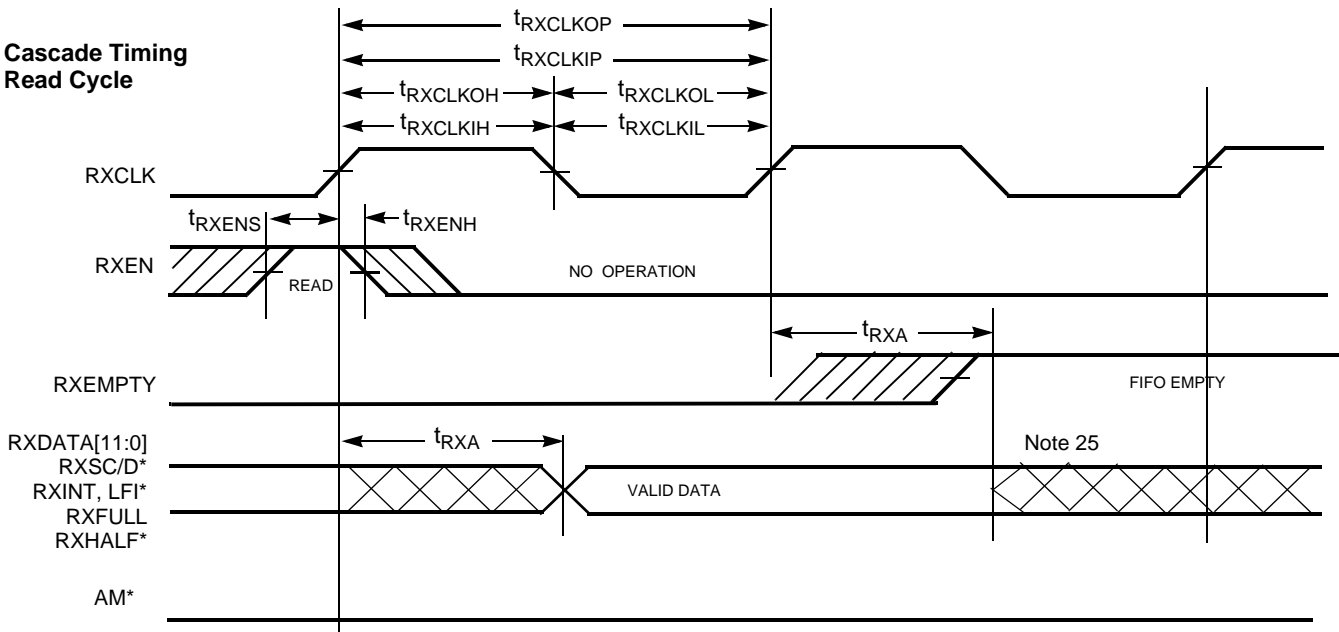 Cascade Timing
Read Cycle
tRXCLKOP
tRXCLKIP
tRXCLKOH
tRXCLKOL
tRXCLKIH
tRXCLKIL
RXCLK
tRXENS
tRXENH
RXEN
READ
NO OPERATION
tRXA
RXEMPTY
FIFO EMPTY
RXDATA[11:0]
RXSC/D*
RXINT, LFI*
RXFULL
RXHALF*
tRXA
VALID DATA
Note 25
AM*